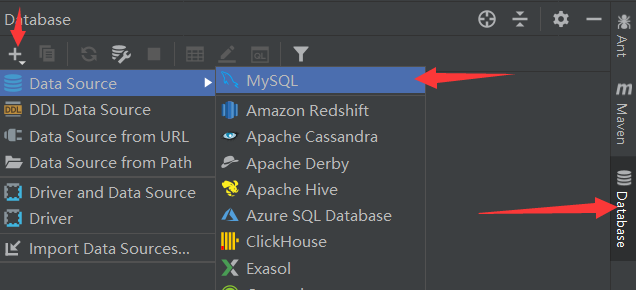 Database
Data Source
DDL Data Source
Data Source from URL
Data Source from Path
Driver and Data Source
Driver
Import Data Sources...
MySQL
Amazon Redshift
Apache Cassandra
Apache Derby
Apache Hive
Azure SQL Database
ClickHouse
Exasol
Ant
Maven
Database
DDL
QL